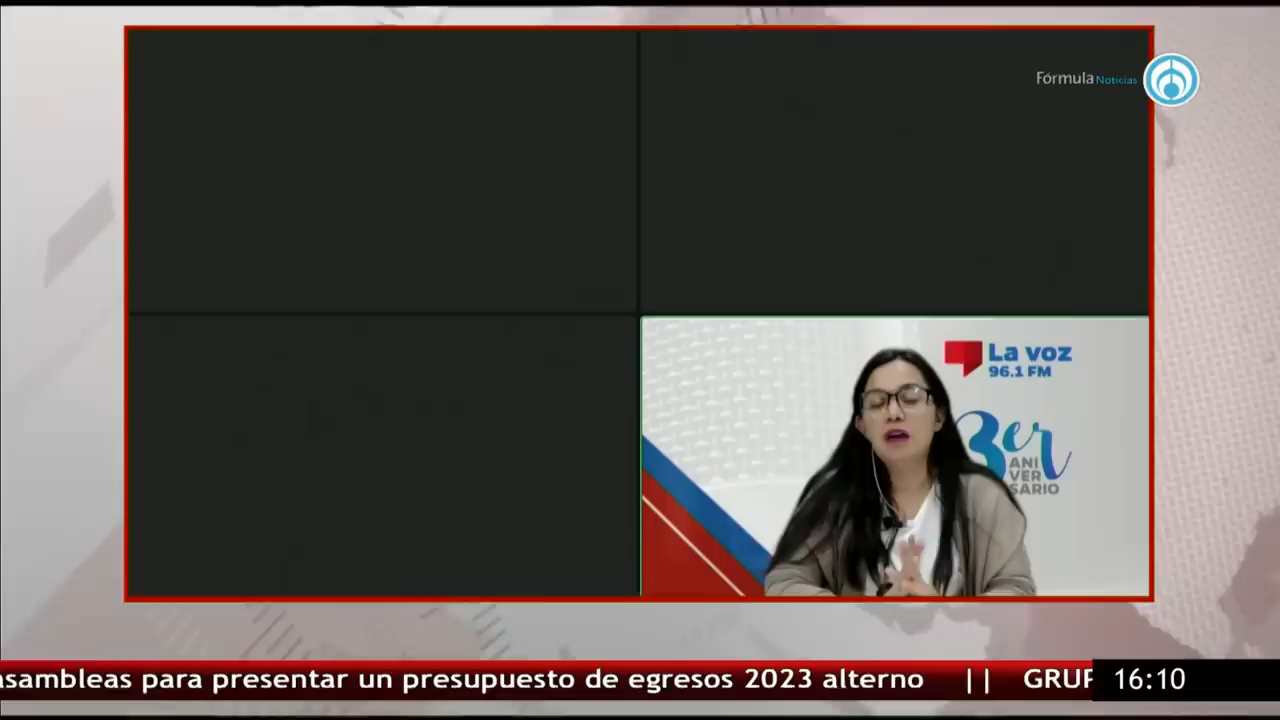 Fórmula Noticias
La voz
96.1 FM
3er
ANI
VER
SARIO
asambleas para presentar un presupuesto de egresos 2023 alterno || GRUP
16:10